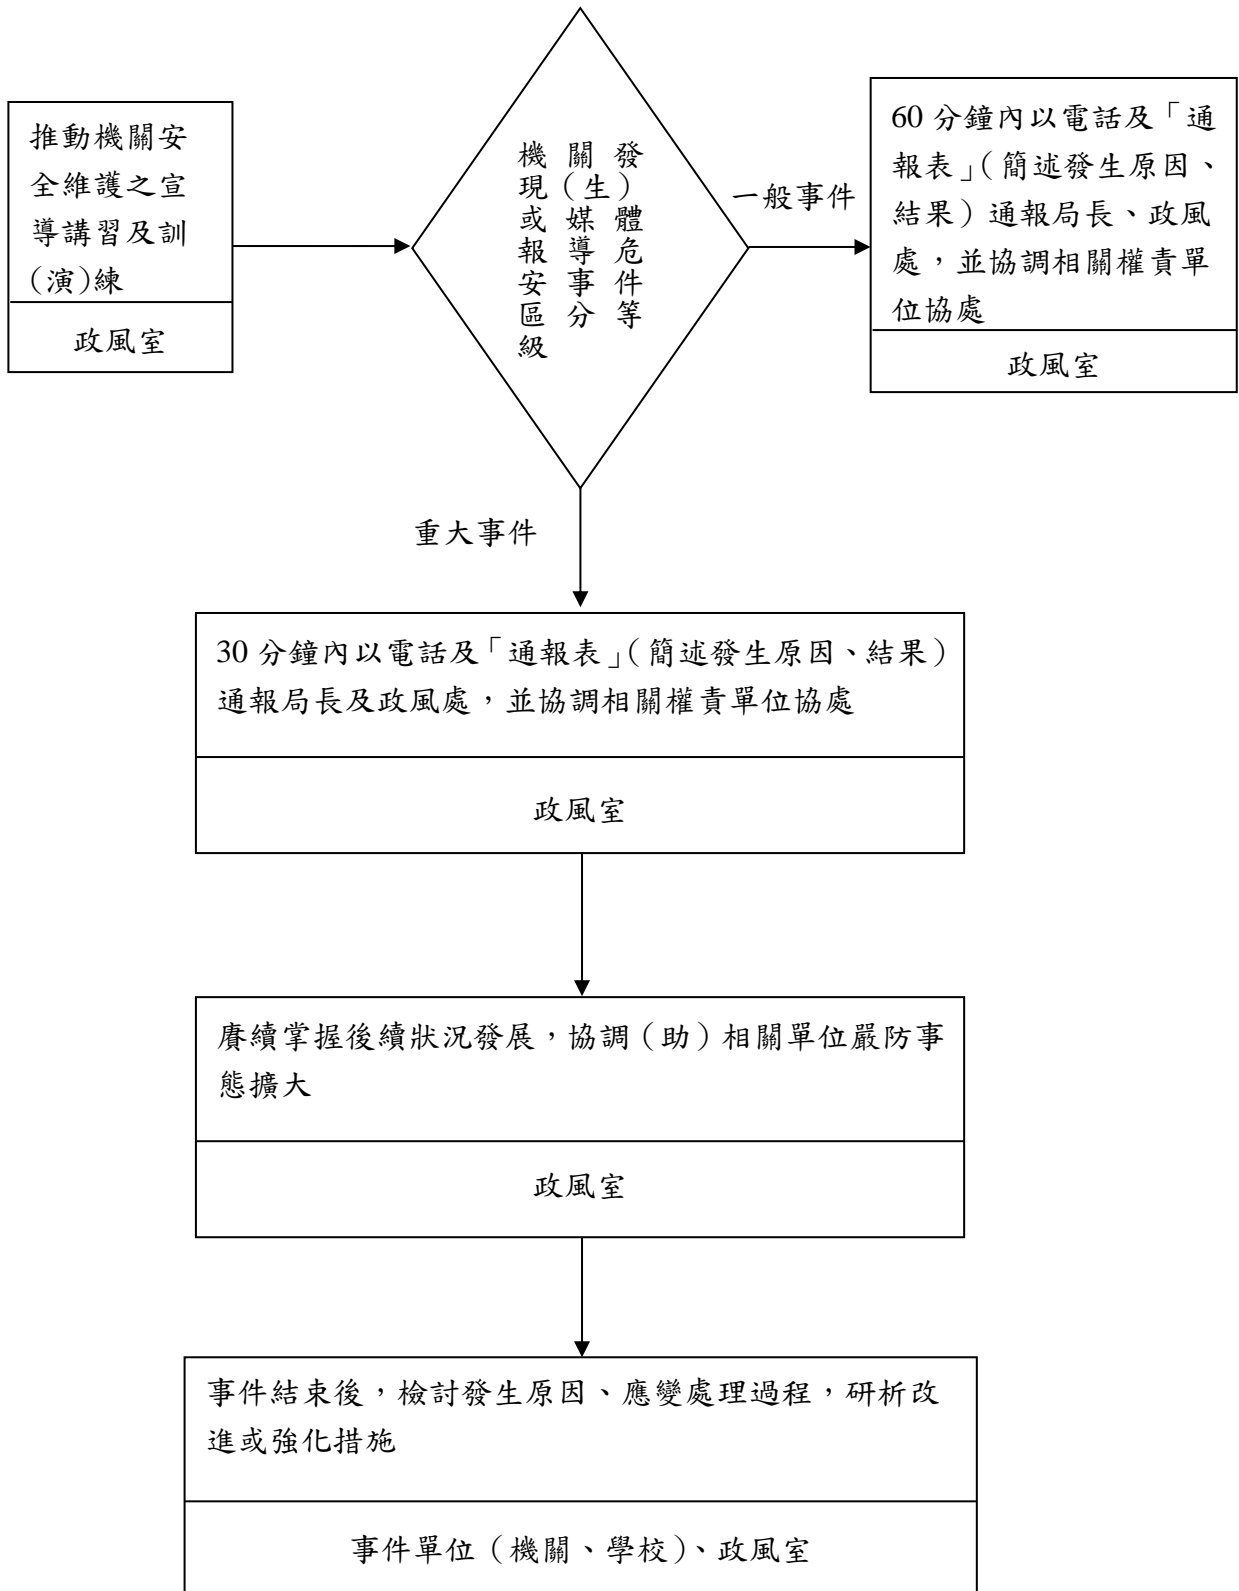 推動機關安
全維護之宣
導講習及訓
(演)練
政風室
機關發
現(生)
或媒體
報導危
安事件
區分等
級
一般事件
60 分鐘內以電話及「通
報表」(簡述發生原因、
結果)通報局長、政風
處,並協調相關權責單
位協處
政風室
重大事件
30 分鐘內以電話及「通報表」(簡述發生原因、結果)
通報局長及政風處,並協調相關權責單位協處
政風室
賡續掌握後續狀況發展,協調(助)相關單位嚴防事
態擴大
政風室
事件結束後,檢討發生原因、應變處理過程,研析改
進或強化措施
事件單位(機關、學校)、政風室